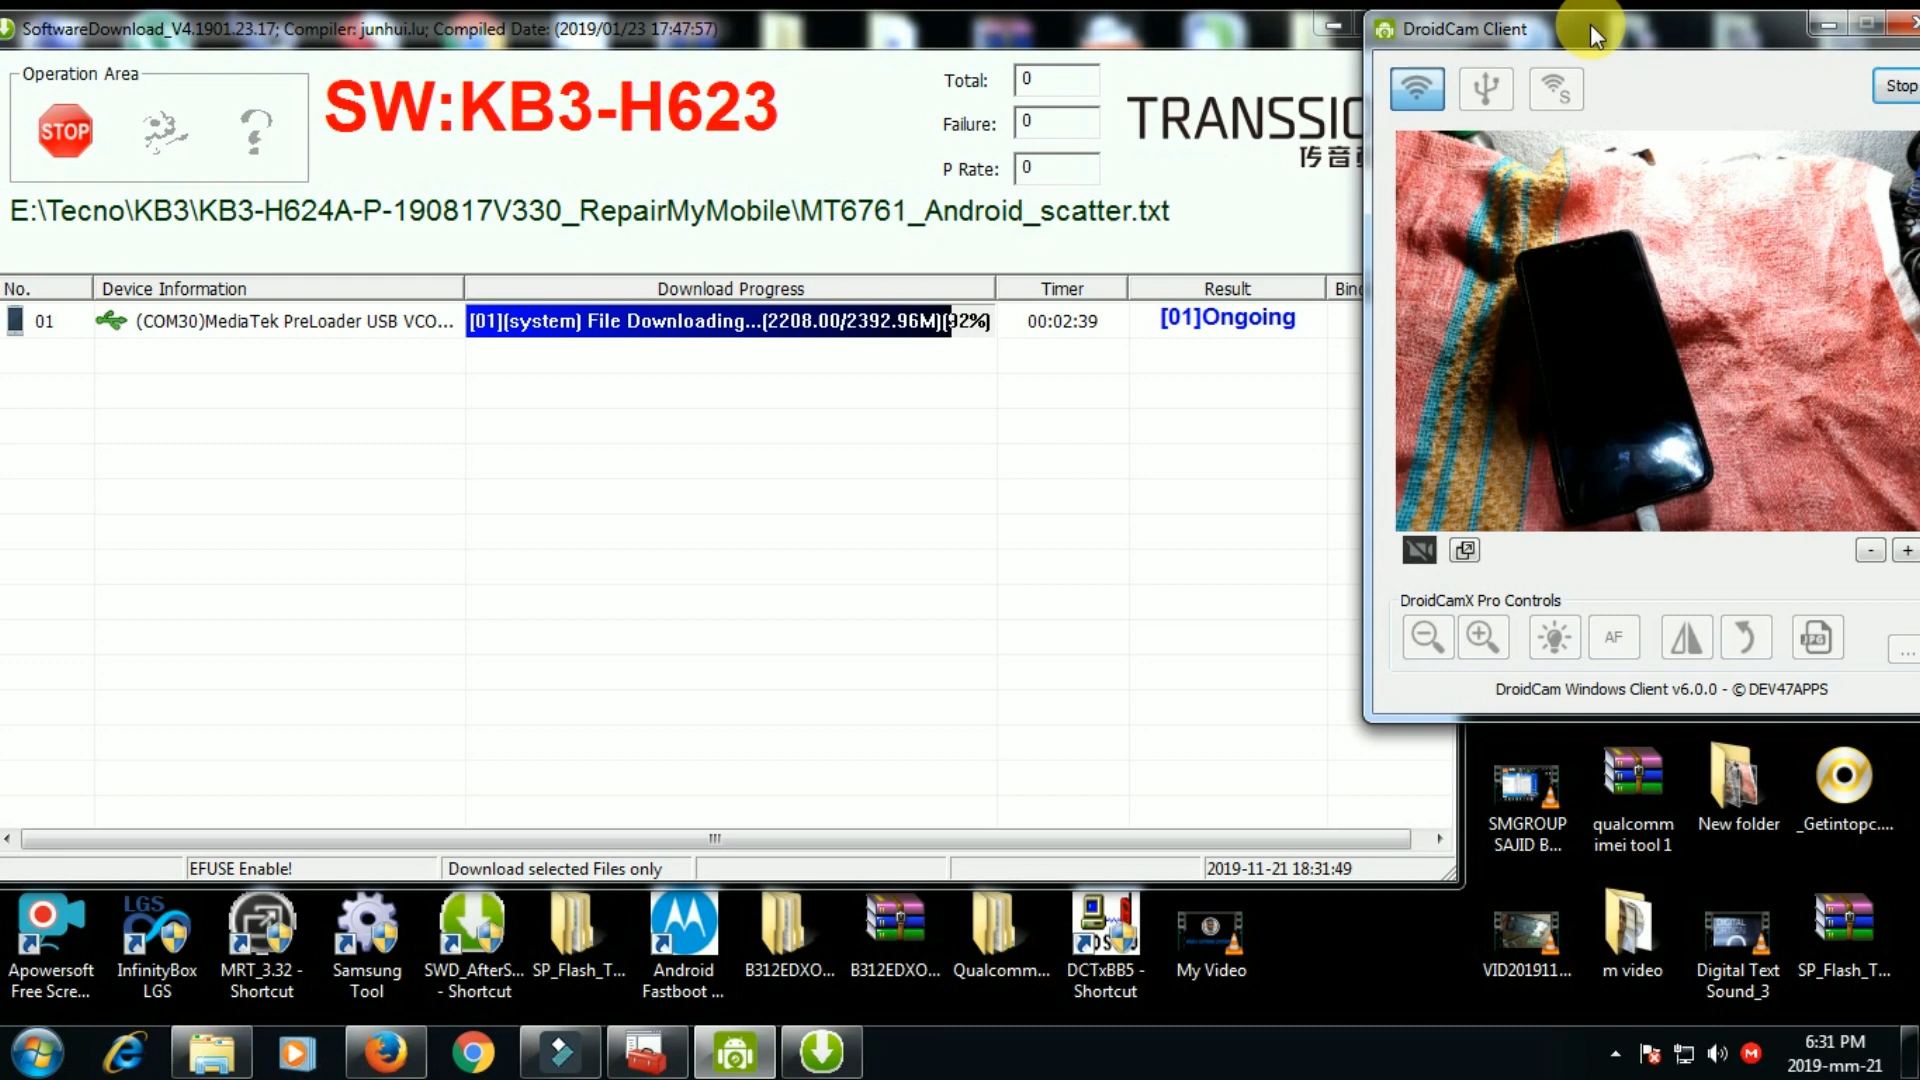 SoftwareDownload_V4.1901.23.17; Compiler: junhui.lu; Compiled Date: (2019/01/23 17:47:57)
DroidCam Client
Operation Area
STOP
SW:KB3-H623
Total: 0
Failure: 0
P Rate: 0
Stop
E:\Tecno\KB3\KB3-H624A-P-190817V330_RepairMyMobile\MT6761_Android_scatter.txt
No. Device Information Download Progress Timer Result
01 (COM30)MediaTek PreLoader USB VCO... [01](system) File Downloading...(2208.00/2392.96M)(92%) 00:02:39 [01]Ongoing
- +
DroidCamX Pro Controls
AF
JPG
...
DroidCam Windows Client v6.0.0 - © DEV47APPS
EFUSE Enable! Download selected Files only 2019-11-21 18:31:49
SMGROUP SAJID B...
qualcomm imei tool 1
New folder
_Getintopc....
LGS
Apowersoft Free Scre...
InfinityBox LGS
MRT_3.32 - Shortcut
Samsung Tool
SWD_AfterS... - Shortcut
SP_Flash_T...
Android Fastboot ...
B312EDXO...
B312EDXO...
Qualcomm...
DCTxBB5 - Shortcut
My Video
VID201911...
m video
Digital Text Sound_3
SP_Flash_T...
6:31 PM
2019-mm-21